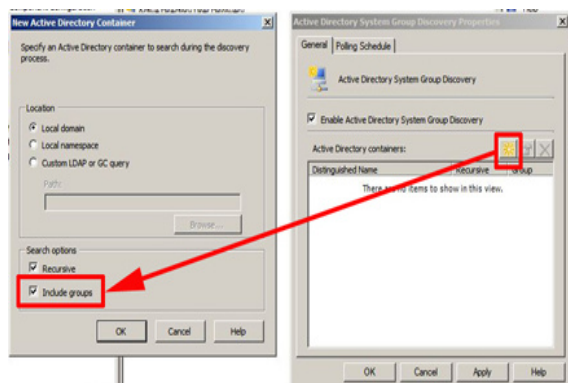 New Active Directory Container
Specify an Active Directory container to search during the discovery
process.
Location
Local domain
Local namespace
Custom LDAP or GC query
Path:
Browse...
Search options
Recursive
Include groups
OK
Cancel
Help
Active Directory System Group Discovery Properties
General
Polling Schedule
Active Directory System Group Discovery
Enable Active Directory System Group Discovery
Active Directory containers:
Distinguished Name
Recursive
Group
There are no items to show in this view.
OK
Cancel
Apply
Help